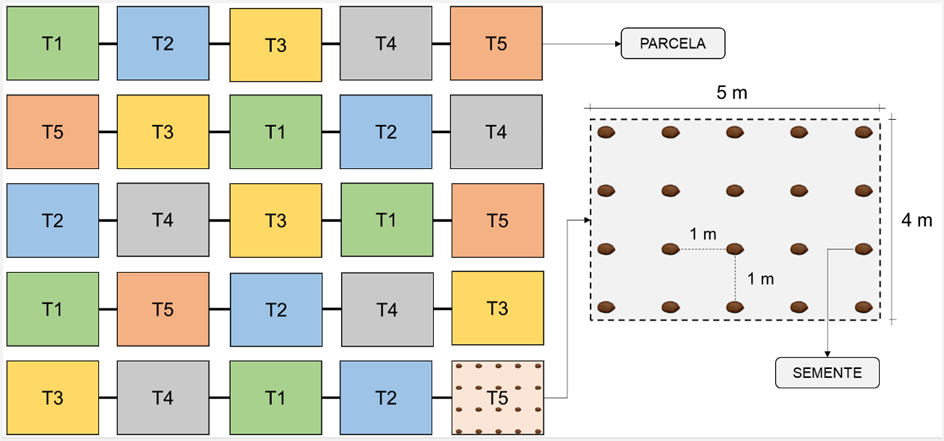 T1 T2 T3 T4 T5 PARCELA
5 m
T5 T3 T1 T2 T4
T2 T4 T3 T1 T5
4 m
1 m
1 m
T1 T5 T2 T4 T3
SEMENTE
T3 T4 T1 T2 T5